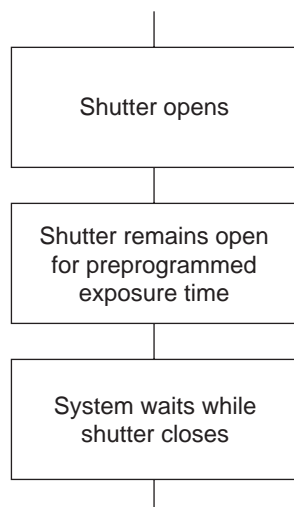 Shutter opens
Shutter remains open
for preprogrammed
exposure time
System waits while
shutter closes